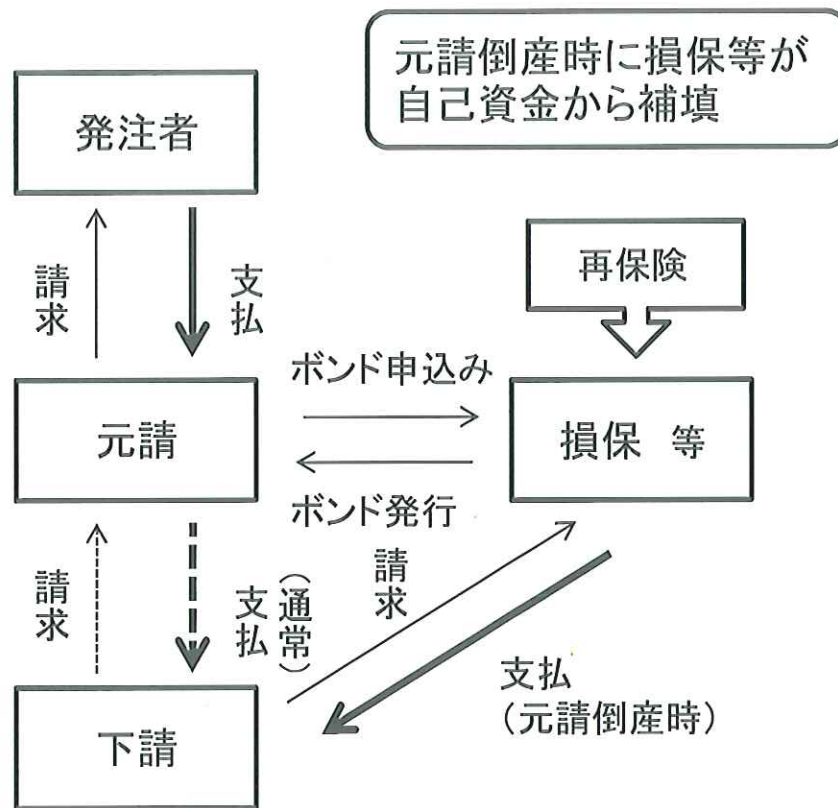 元請倒産時に損保等が
自己資金から補填
発注者
再保険
請求
支払
ボンド申込み
元請
損保 等
ボンド発行
請求
支払
(通常)
請求
支払
(元請倒産時)
下請